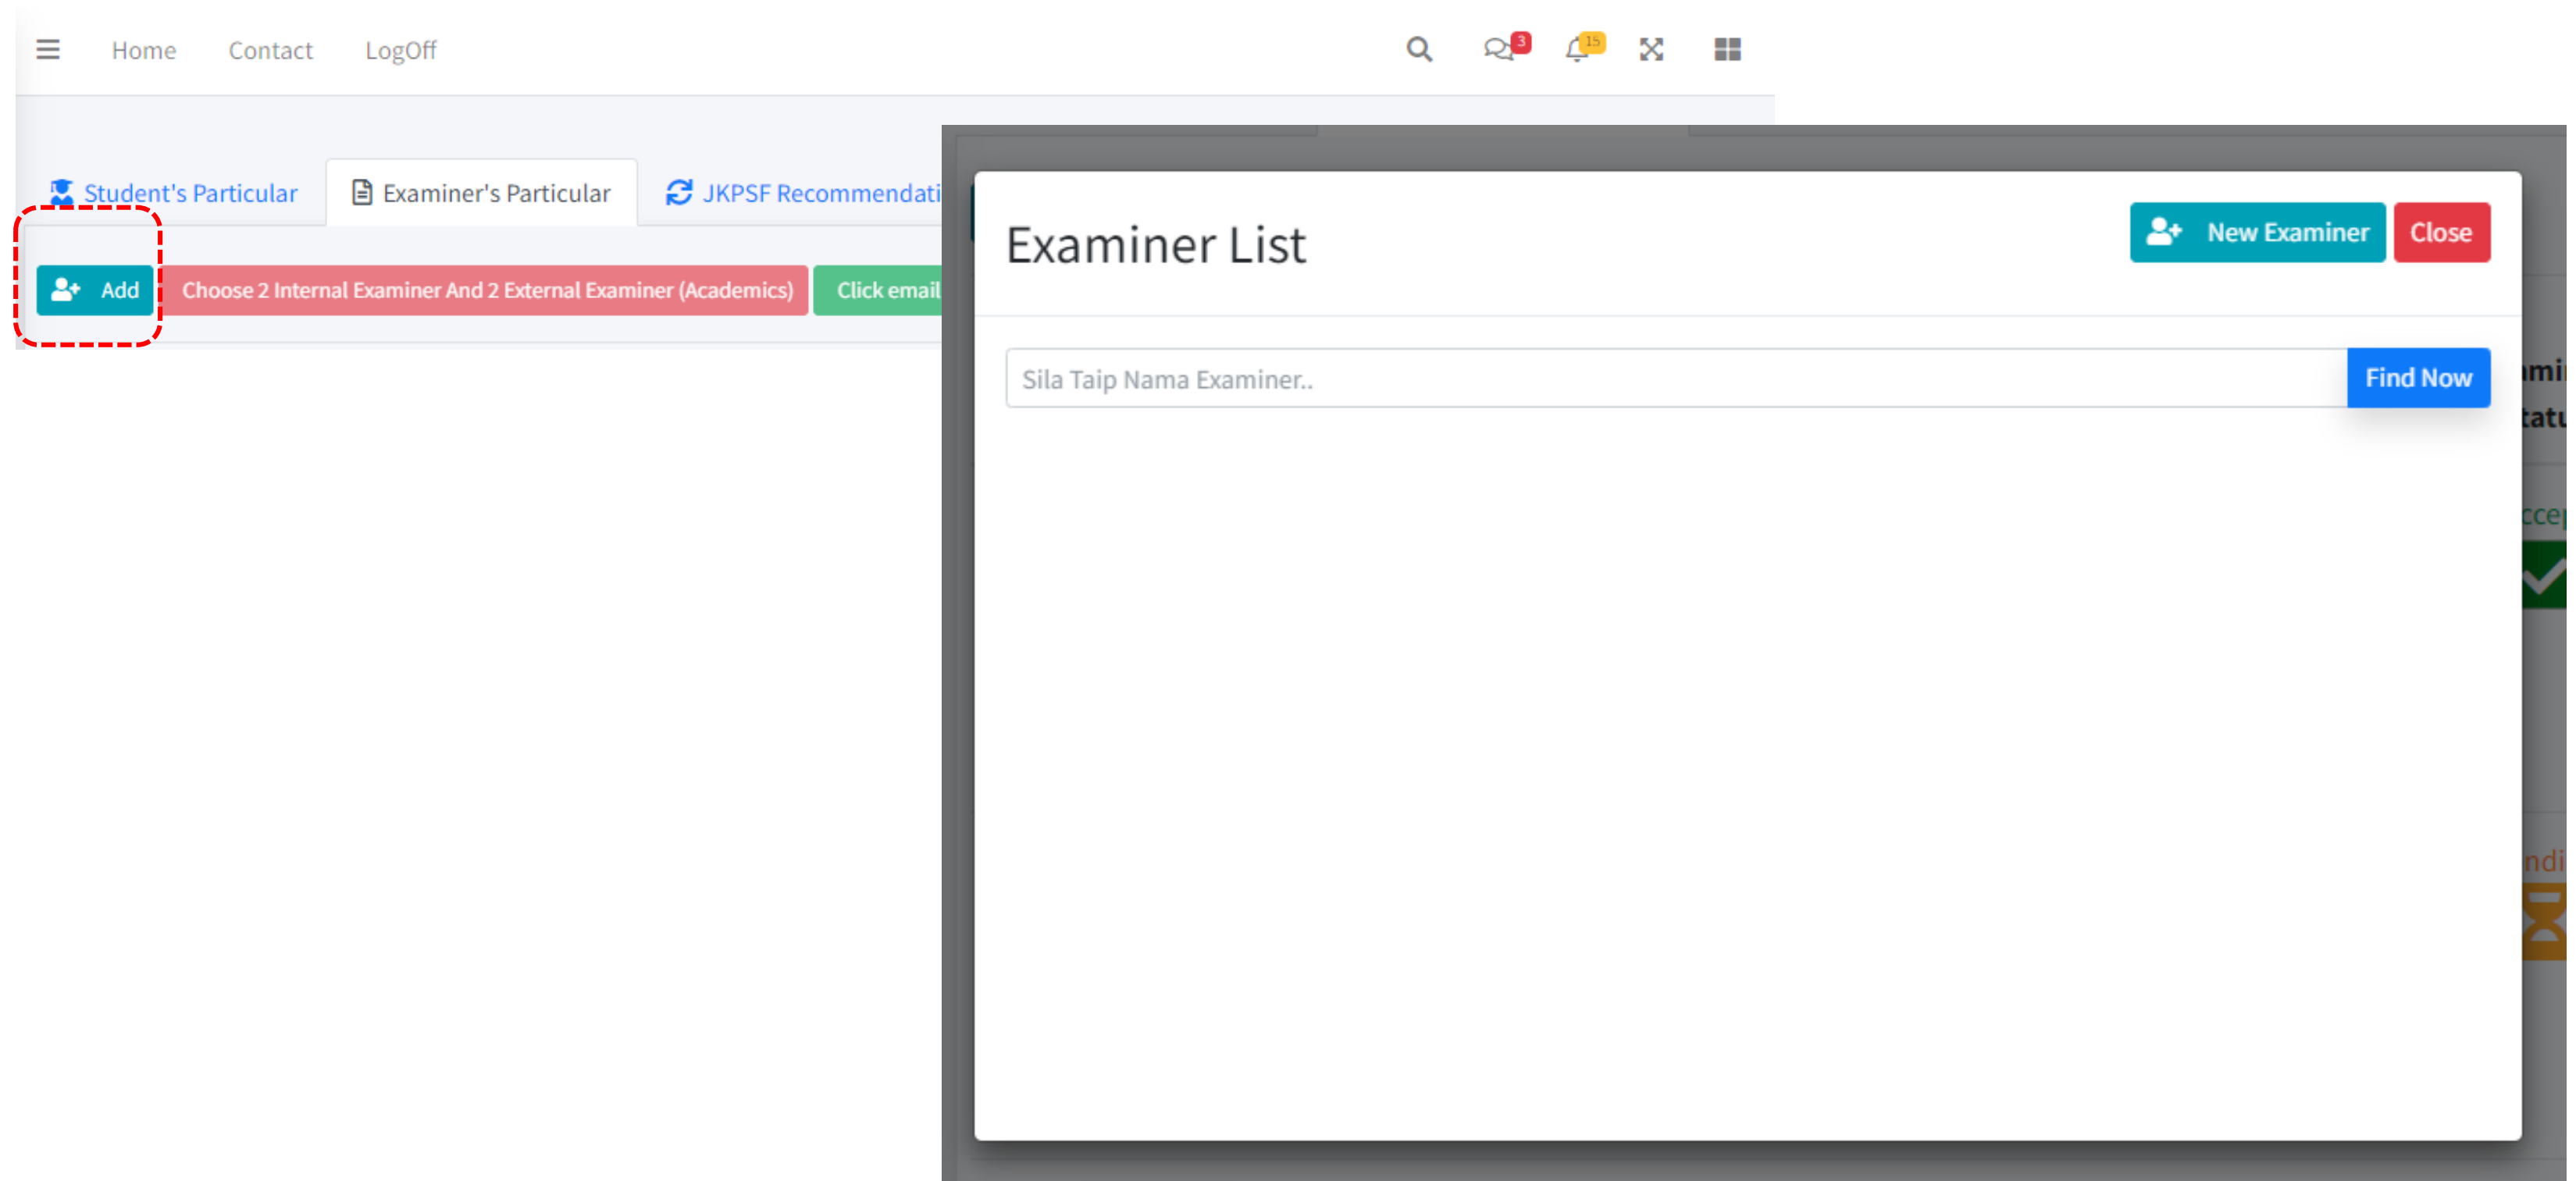 Home Contact LogOff
3 15
Student's Particular Examiner's Particular JKPSF Recommendati
Add Choose 2 Internal Examiner And 2 External Examiner (Academics) Click email
Examiner List
New Examiner Close
Sila Taip Nama Examiner.. Find Now